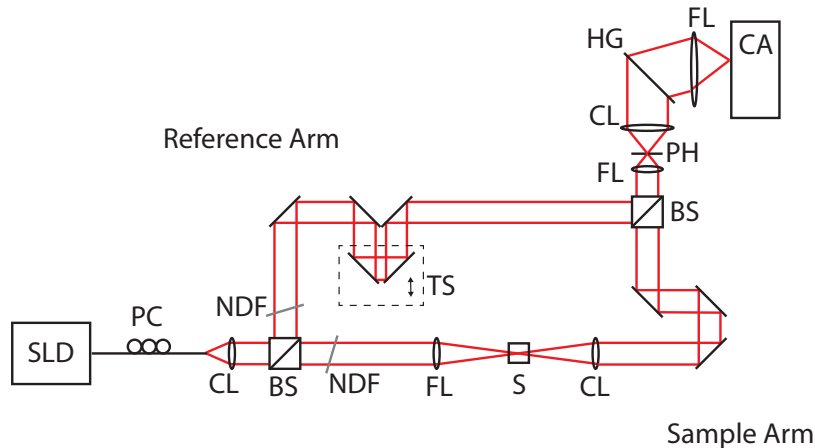 FL
HG
CA
CL
Reference Arm
PH
FL
BS
TS
NDF
PC
SLD
CL
BS
NDF
FL
S
CL
Sample Arm